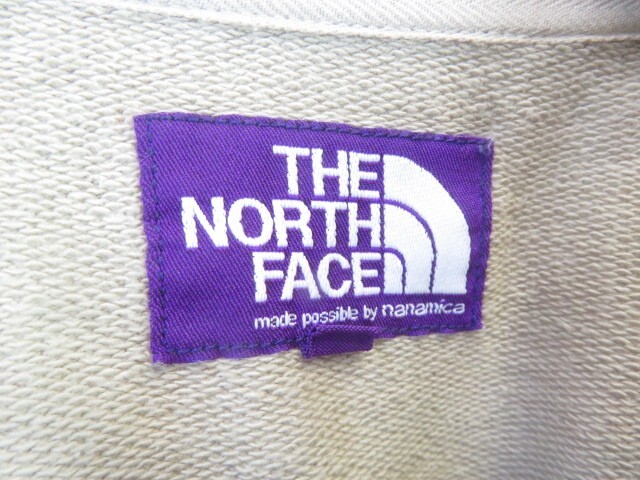 THE
NORTH
FACE
made possible by nanamica